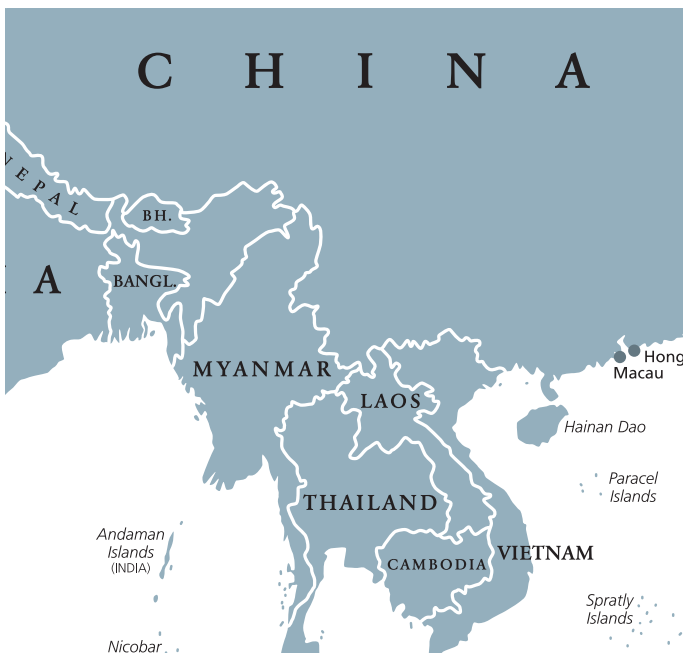 C H I N A
NEPAL
BH.
A
BANGL.
MYANMAR
Hong
Macau
LAOS
Hainan Dao
Paracel
Islands
THAILAND
Andaman
Islands
(INDIA)
VIETNAM
CAMBODIA
Spratly
Islands
Nicobar